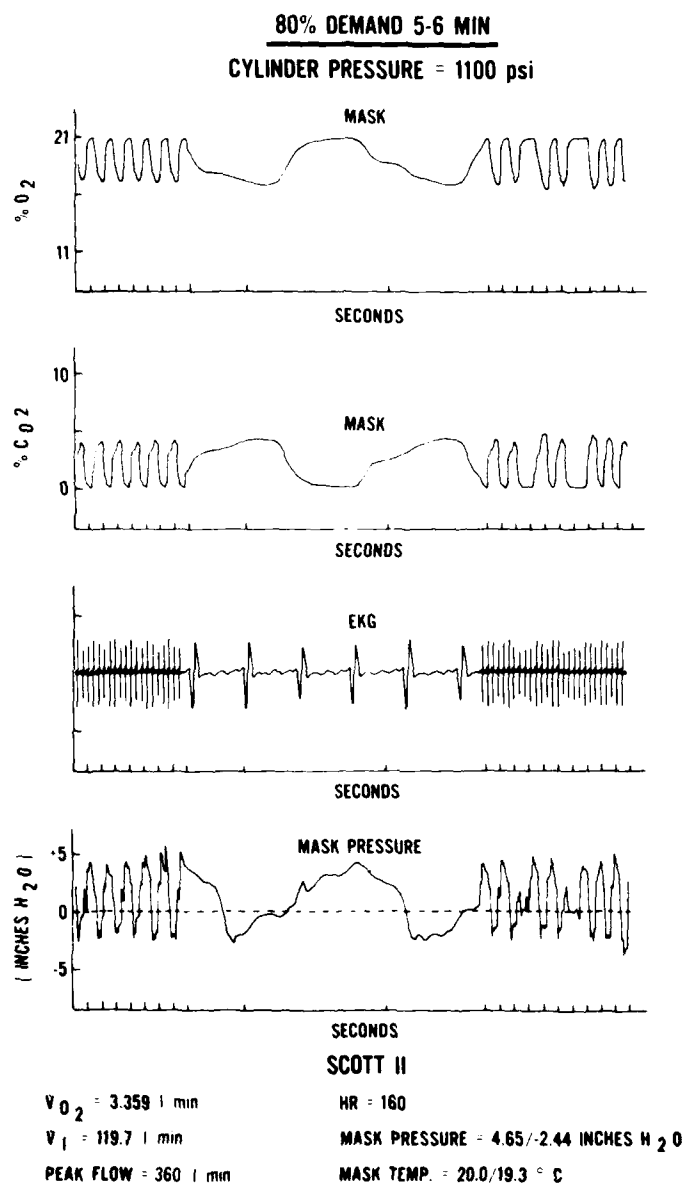 80% DEMAND 5-6 MIN
CYLINDER PRESSURE = 1100 psi
MASK
21
% O 2
11
SECONDS
10
MASK
% C O 2
0
SECONDS
EKG
SECONDS
+5
MASK PRESSURE
( INCHES H 2 O )
0
-5
SECONDS
SCOTT II
V̇ O 2 = 3.359 l min
HR = 160
V̇ I = 119.7 l min
MASK PRESSURE = 4.65/-2.44 INCHES H 2 O
PEAK FLOW = 360 l min
MASK TEMP. = 20.0/19.3 ° C